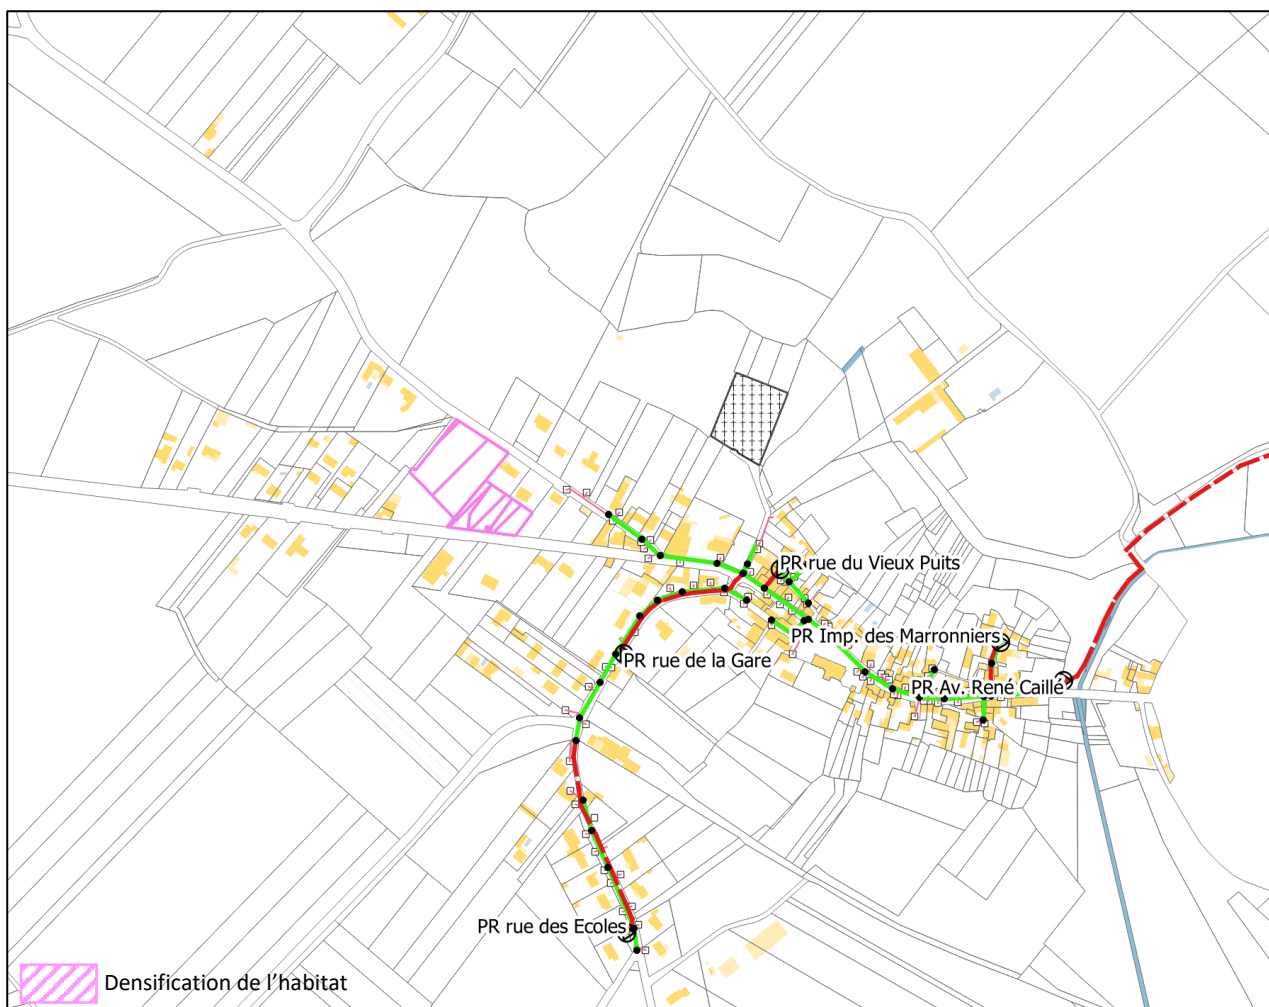 PR rue du Vieux Puits
PR Imp. des Marronniers
PR rue de la Gare
PR Av. René Caillé
PR rue des Ecoles
Densification de l'habitat